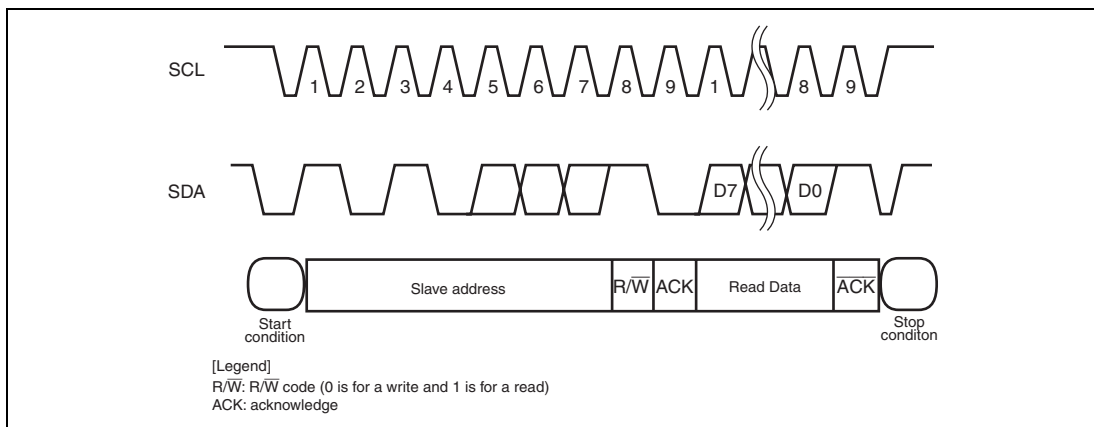 SCL
1 2 3 4 5 6 7 8 9 1 8 9
SDA
D7 D0
Slave address R/W̅ ACK Read Data A̅C̅K̅
Start condition
Stop conditon
[Legend]
R/W̅: R/W̅ code (0 is for a write and 1 is for a read)
ACK: acknowledge